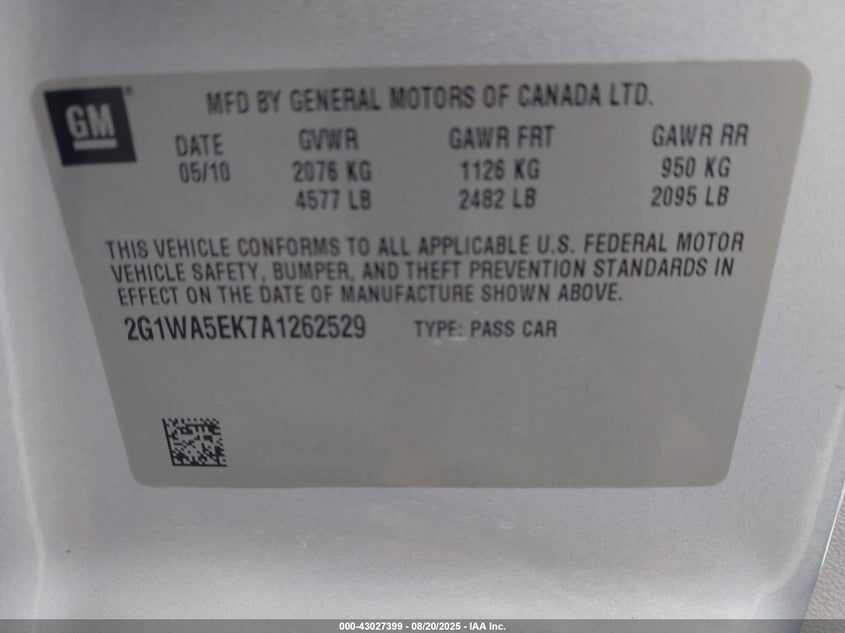 GM
MFD BY GENERAL MOTORS OF CANADA LTD.
DATE GVWR GAWR FRT GAWR RR
05/10 2076 KG 1126 KG 950 KG
4577 LB 2482 LB 2095 LB
THIS VEHICLE CONFORMS TO ALL APPLICABLE U.S. FEDERAL MOTOR
VEHICLE SAFETY, BUMPER, AND THEFT PREVENTION STANDARDS IN
EFFECT ON THE DATE OF MANUFACTURE SHOWN ABOVE.
2G1WA5EK7A1262529 TYPE: PASS CAR
000-43027399 - 08/20/2025 - IAA Inc.